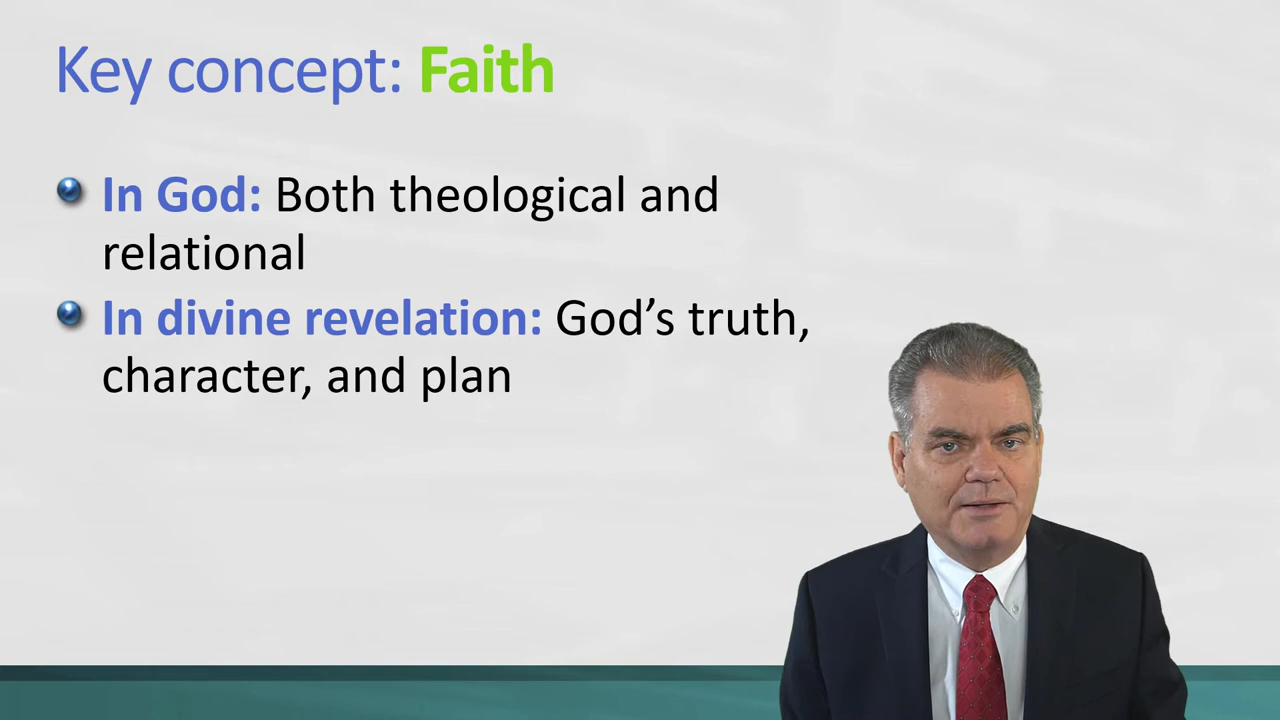 Key concept: Faith
In God: Both theological and
relational
In divine revelation: God’s truth,
character, and plan